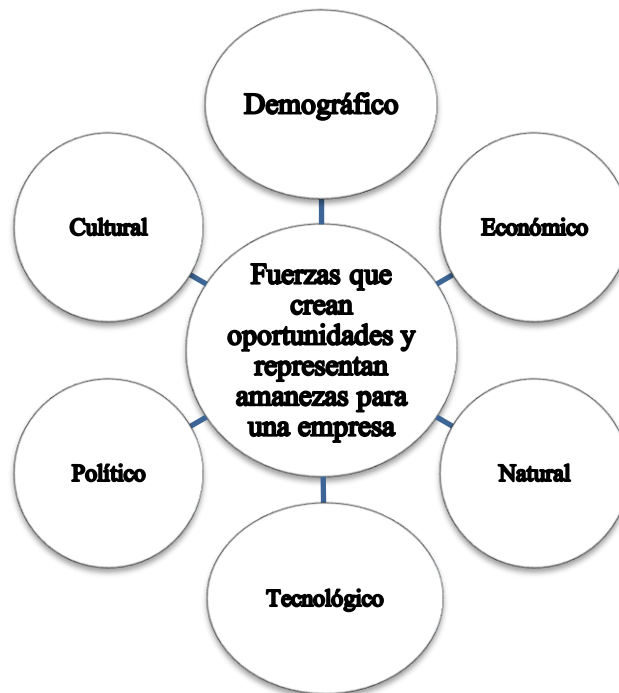 Demográfico
Cultural
Económico
Fuerzas que
crean
oportunidades y
representan
amanezas para
una empresa
Político
Natural
Tecnológico